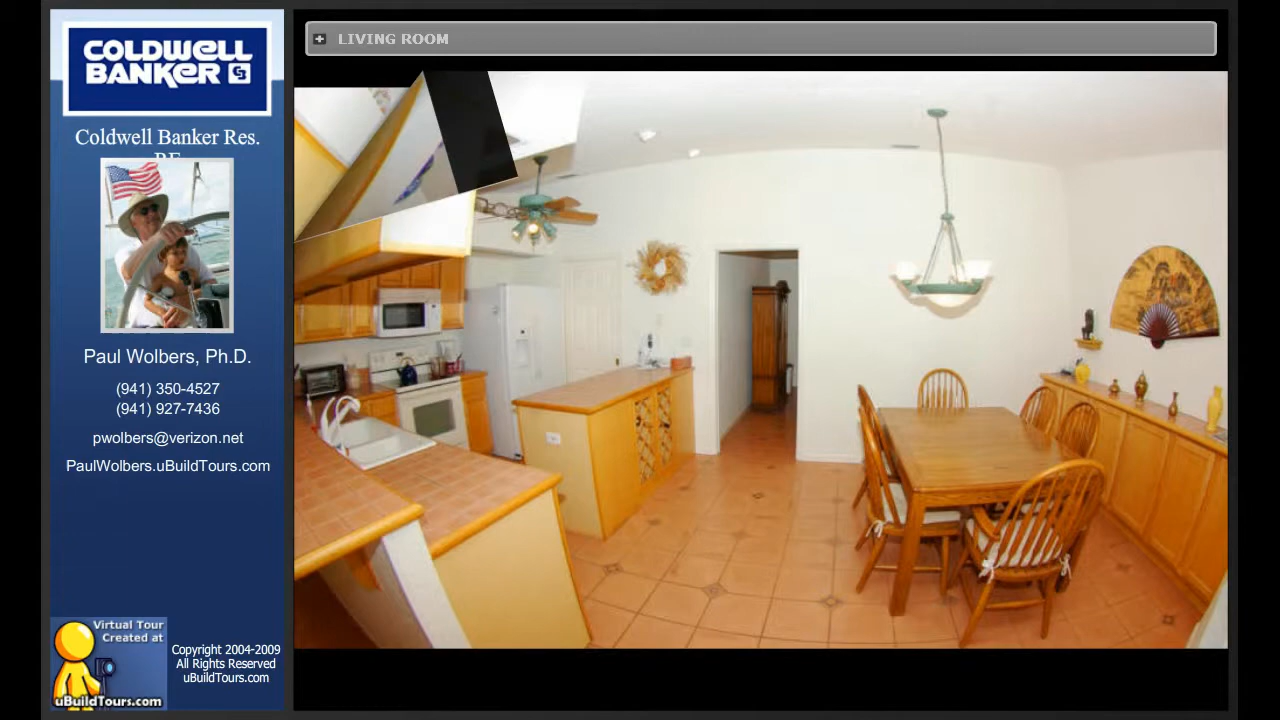 COLDWELL
BANKER
Coldwell Banker Res.
RE
Paul Wolbers, Ph.D.
(941) 350-4527
(941) 927-7436
pwolbers@verizon.net
PaulWolbers.uBuildTours.com
Virtual Tour
Created at
uBuildTours.com
Copyright 2004-2009
All Rights Reserved
uBuildTours.com
LIVING ROOM